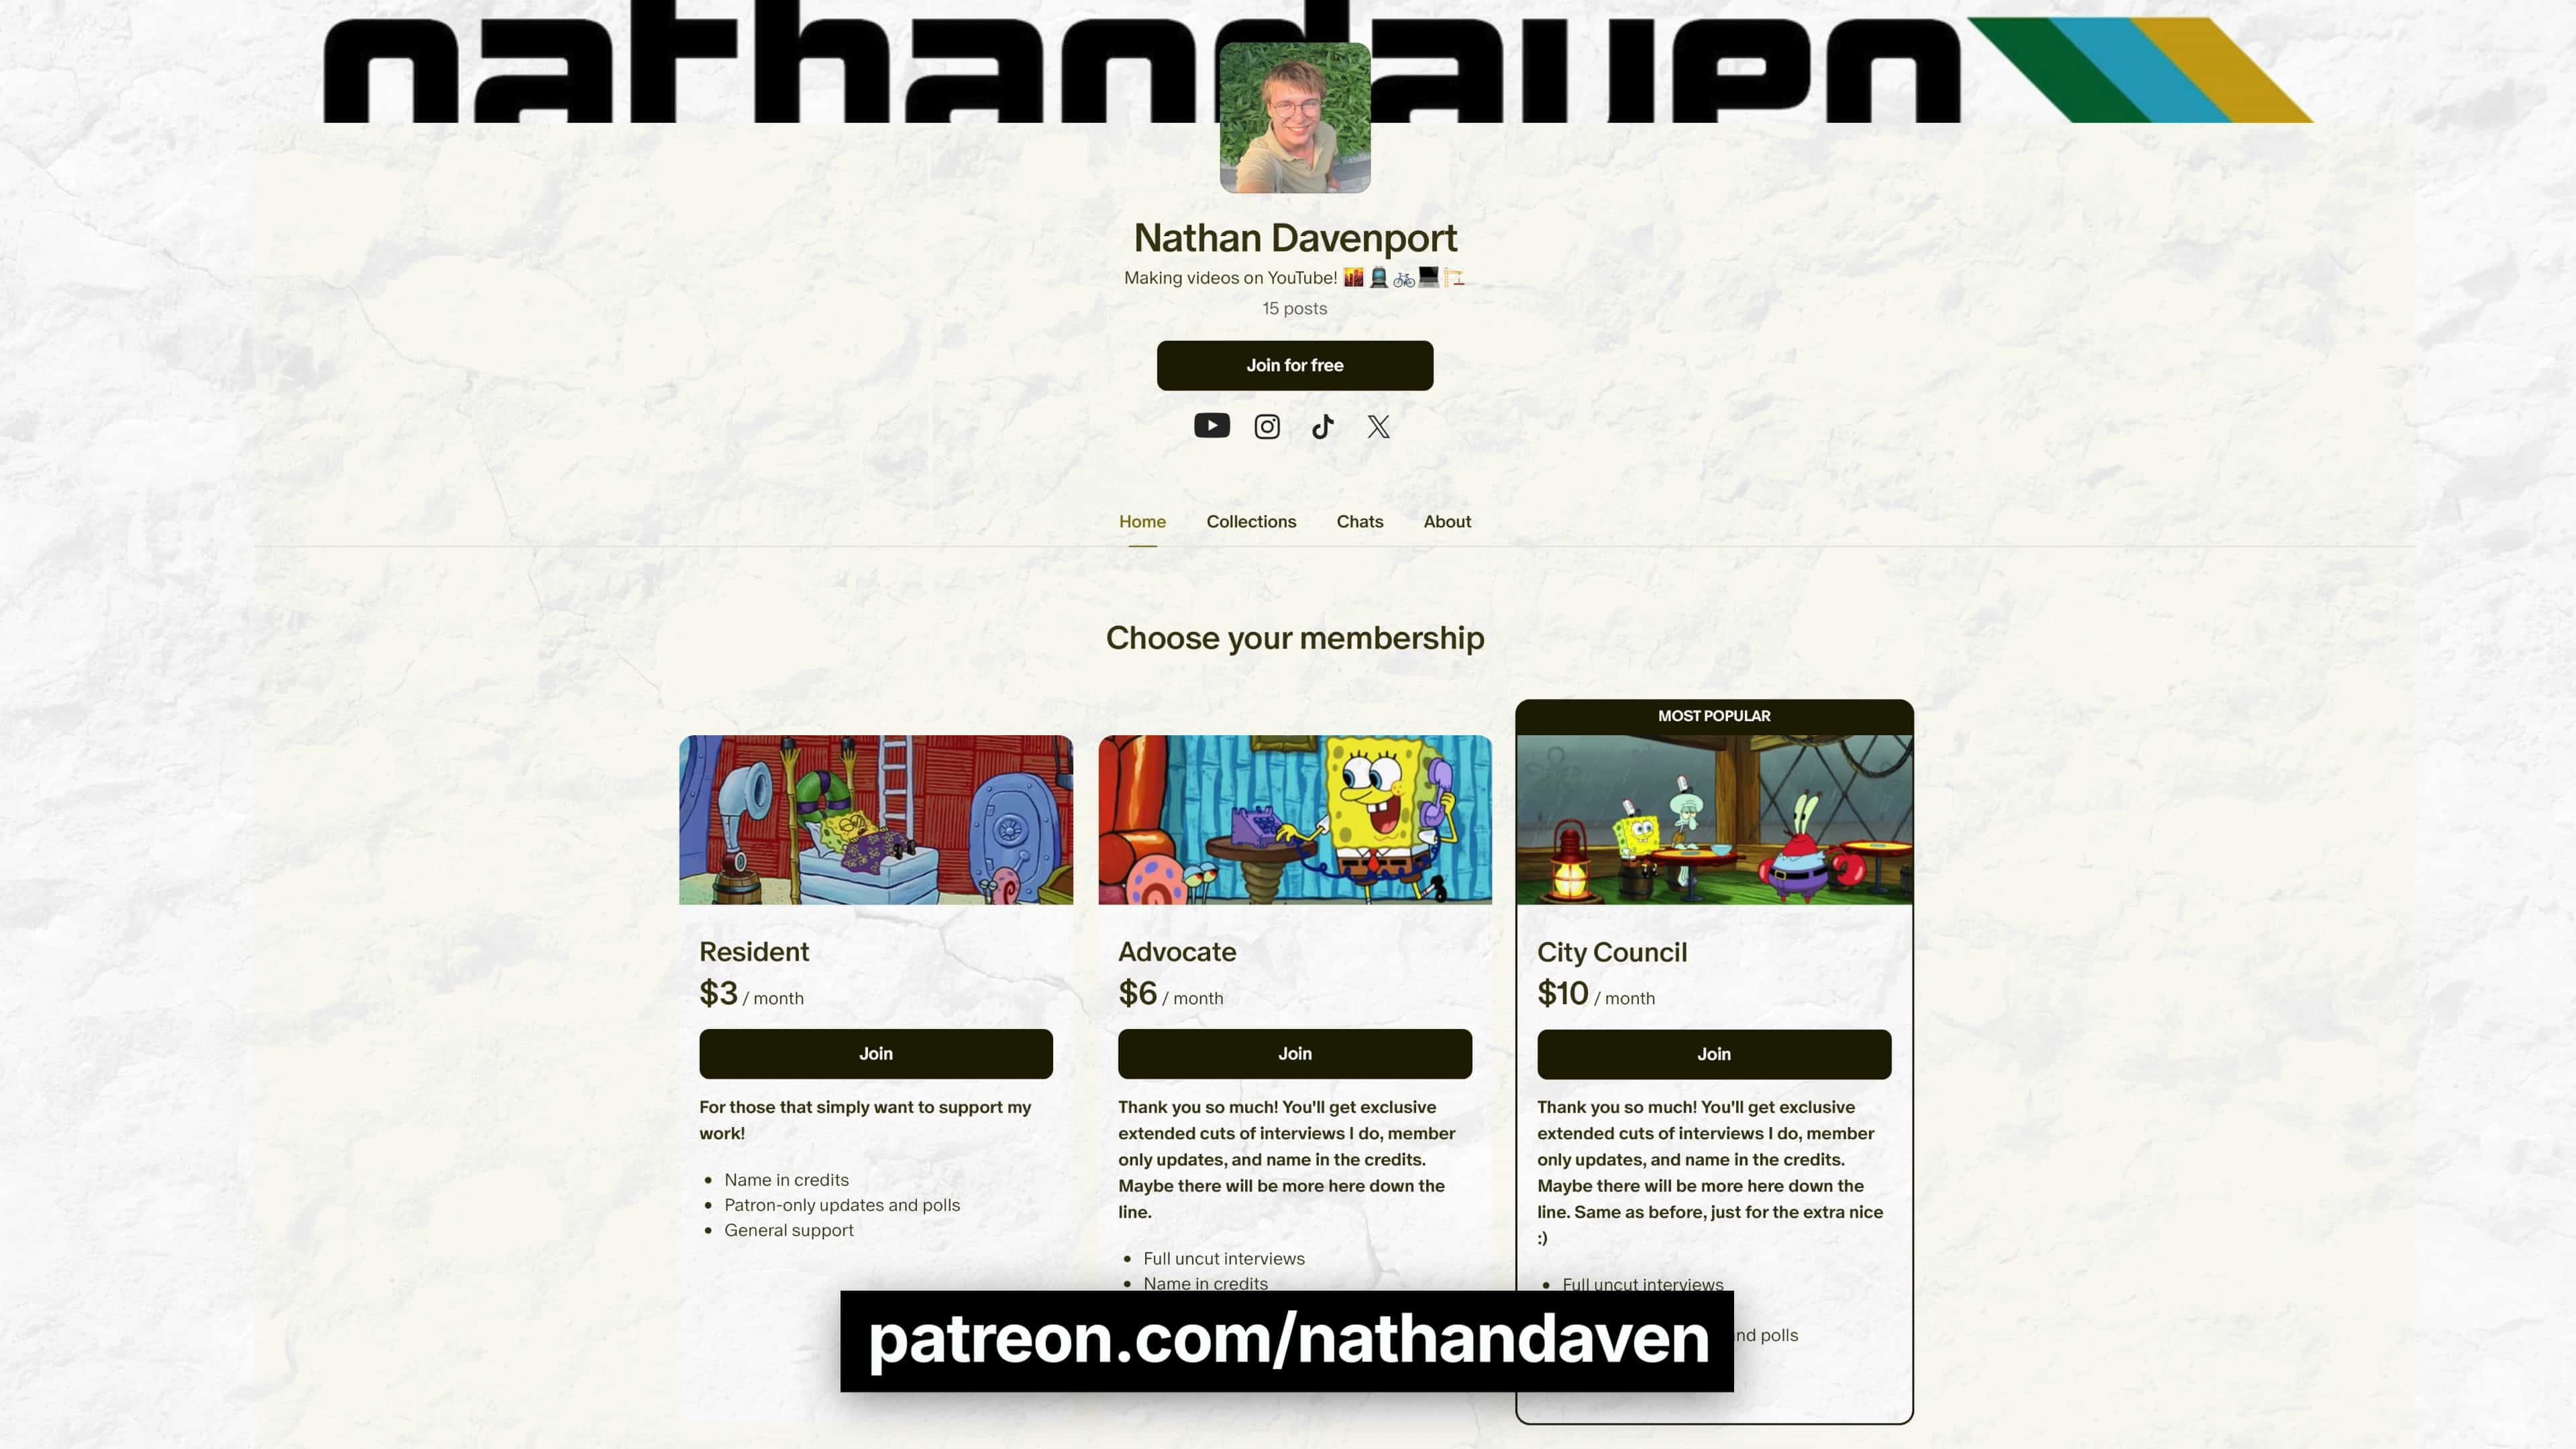 nathandaven
Nathan Davenport
Making videos on YouTube!
15 posts
Join for free
Home Collections Chats About
Choose your membership
Resident
$3 / month
Join
For those that simply want to support my
work!
• Name in credits
• Patron-only updates and polls
• General support
Advocate
$6 / month
Join
Thank you so much! You'll get exclusive
extended cuts of interviews I do, member
only updates, and name in the credits.
Maybe there will be more here down the
line.
• Full uncut interviews
• Name in credits
MOST POPULAR
City Council
$10 / month
Join
Thank you so much! You'll get exclusive
extended cuts of interviews I do, member
only updates, and name in the credits.
Maybe there will be more here down the
line. Same as before, just for the extra nice
:)
• Full uncut interviews
polls
patreon.com/nathandaven